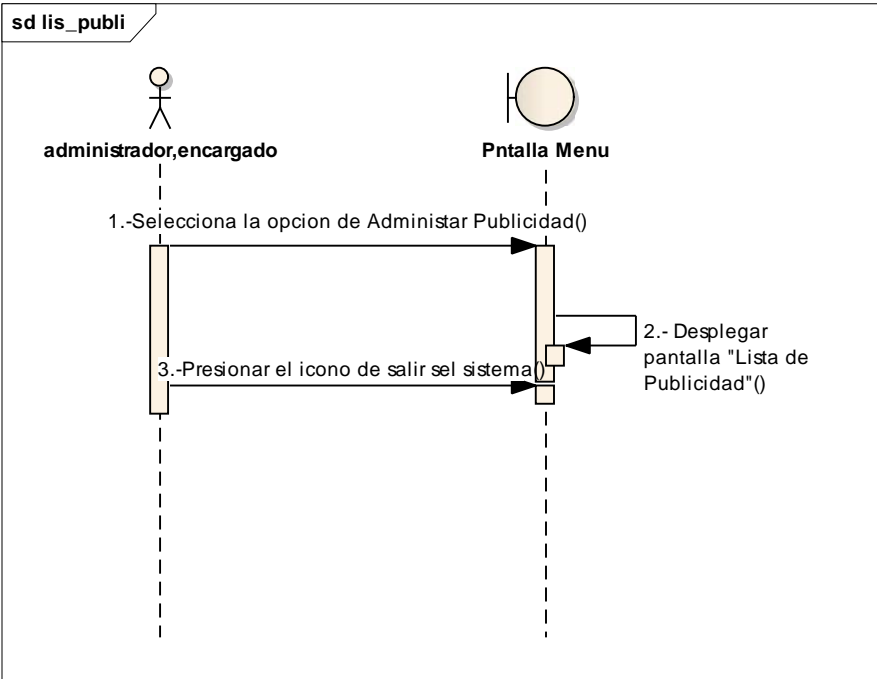 sd lis_publi
administrador,encargado
Pntalla Menu
1.-Selecciona la opcion de Administar Publicidad()
2.- Desplegar
pantalla "Lista de
Publicidad"()
3.-Presionar el icono de salir sel sistema()